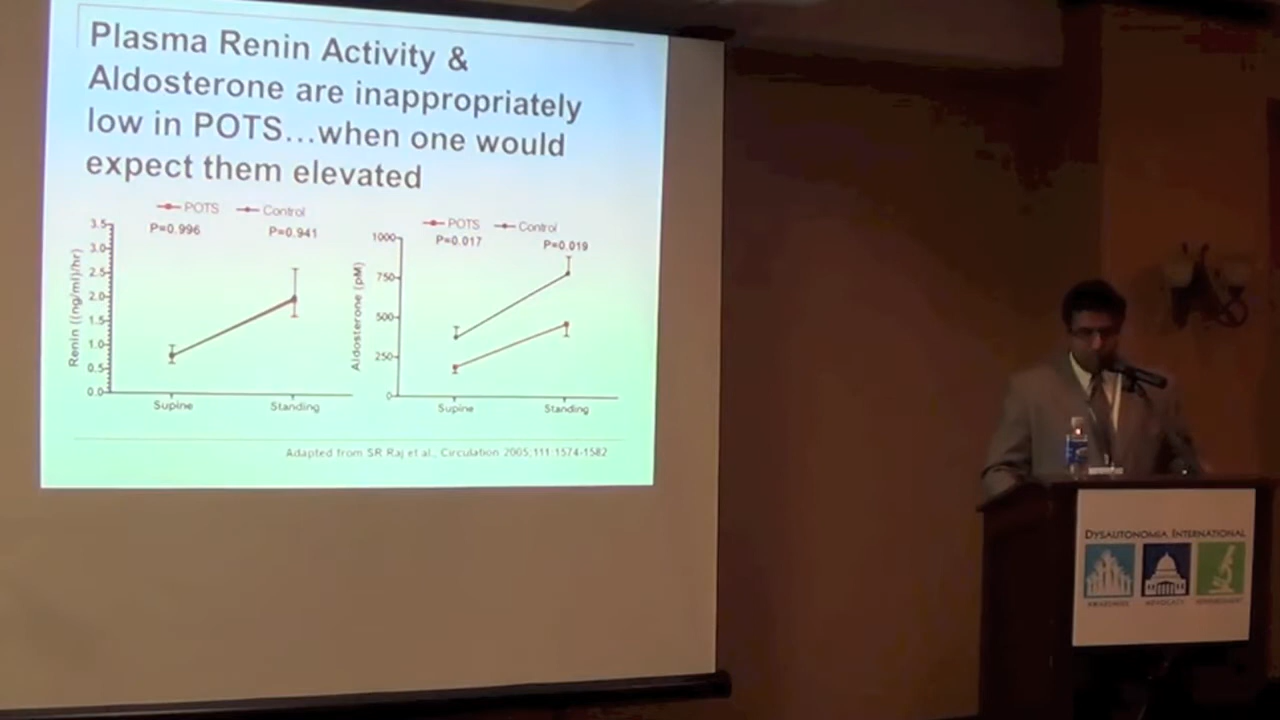 Plasma Renin Activity &
Aldosterone are inappropriately
low in POTS...when one would
expect them elevated
POTS Control
P=0.996 P=0.941
Renin ((ng/ml)/hr)
3.5
3.0
2.5
2.0
1.5
1.0
0.5
0.0
Supine Standing
POTS Control
P=0.017 P=0.019
Aldosterone (pM)
1000
750
500
250
0
Supine Standing
Adapted from SR Raj et al., Circulation 2005;111:1574-1582
DYSAUTONOMIA INTERNATIONAL
AWARENESS ADVOCACY